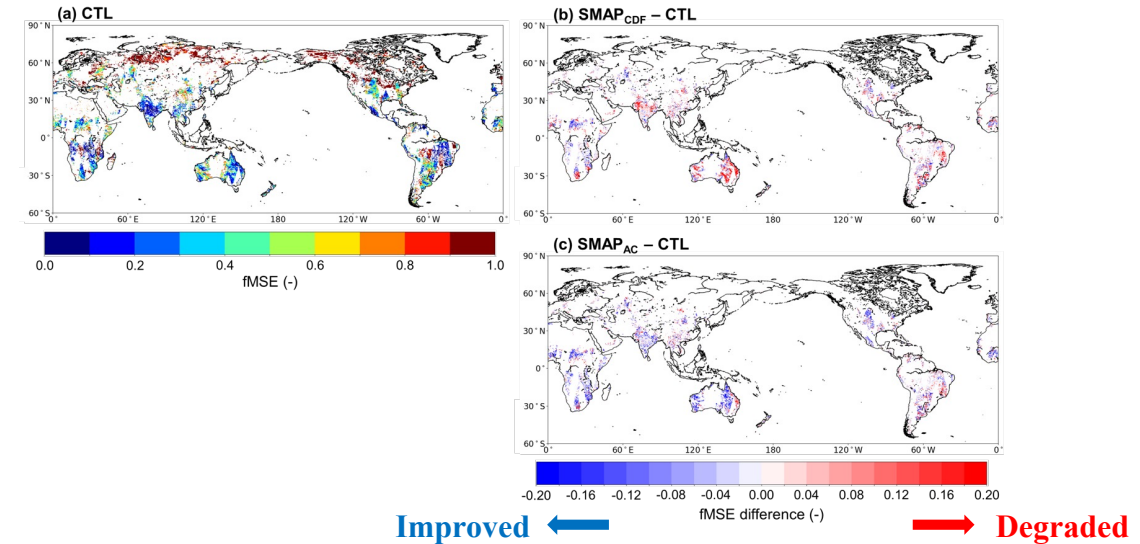 (a) CTL
90°N
60°N
30°N
0°
30°S
60°S
0° 60°E 120°E 180° 120°W 60°W 0°
0.0 0.2 0.4 0.6 0.8 1.0
fMSE (-)
(b) SMAP_CDF – CTL
90°N
60°N
30°N
0°
30°S
60°S
0° 60°E 120°E 180° 120°W 60°W 0°
(c) SMAP_AC – CTL
90°N
60°N
30°N
0°
30°S
60°S
0° 60°E 120°E 180° 120°W 60°W 0°
-0.20 -0.16 -0.12 -0.08 -0.04 0.00 0.04 0.08 0.12 0.16 0.20
fMSE difference (-)
Improved
Degraded